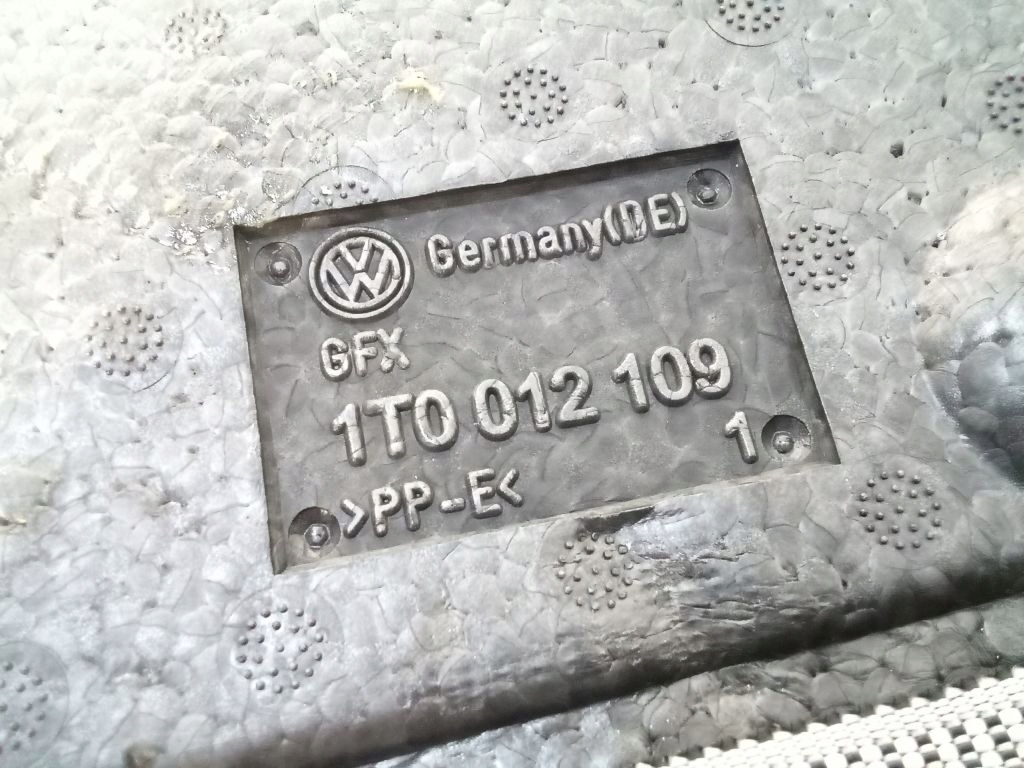 Germany(DE)
GFX
1T0 012 109
1
>PP-E<